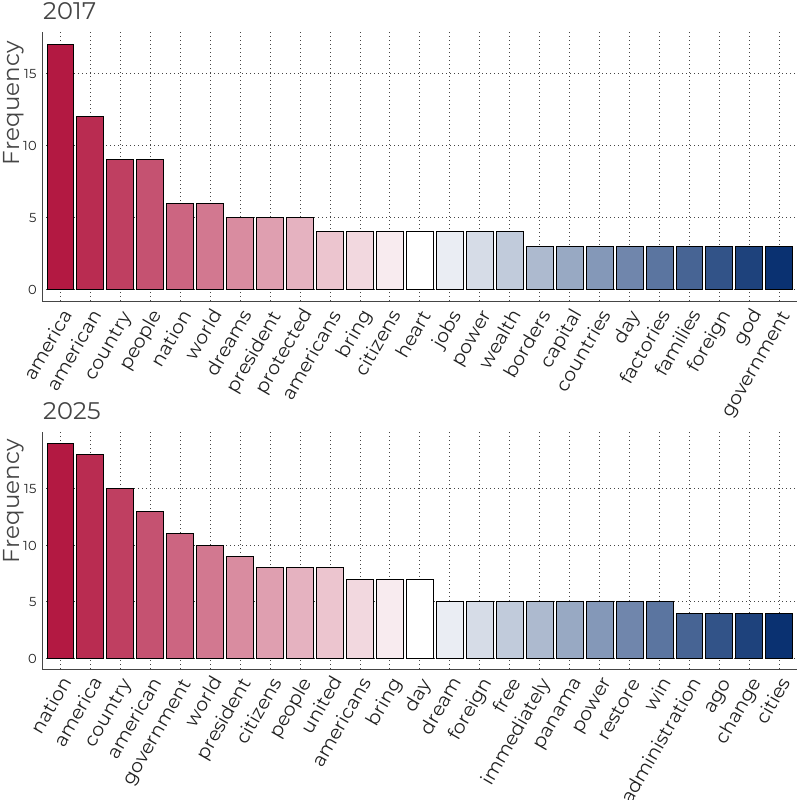 2017
Frequency
15
10
5
0
america american country people nation world dreams president protected americans bring citizens heart jobs power wealth borders capital countries day factories families foreign god government
2025
Frequency
15
10
5
0
nation america country american government world president citizens people united americans bring day dream foreign free immediately panama power restore win administration ago change cities